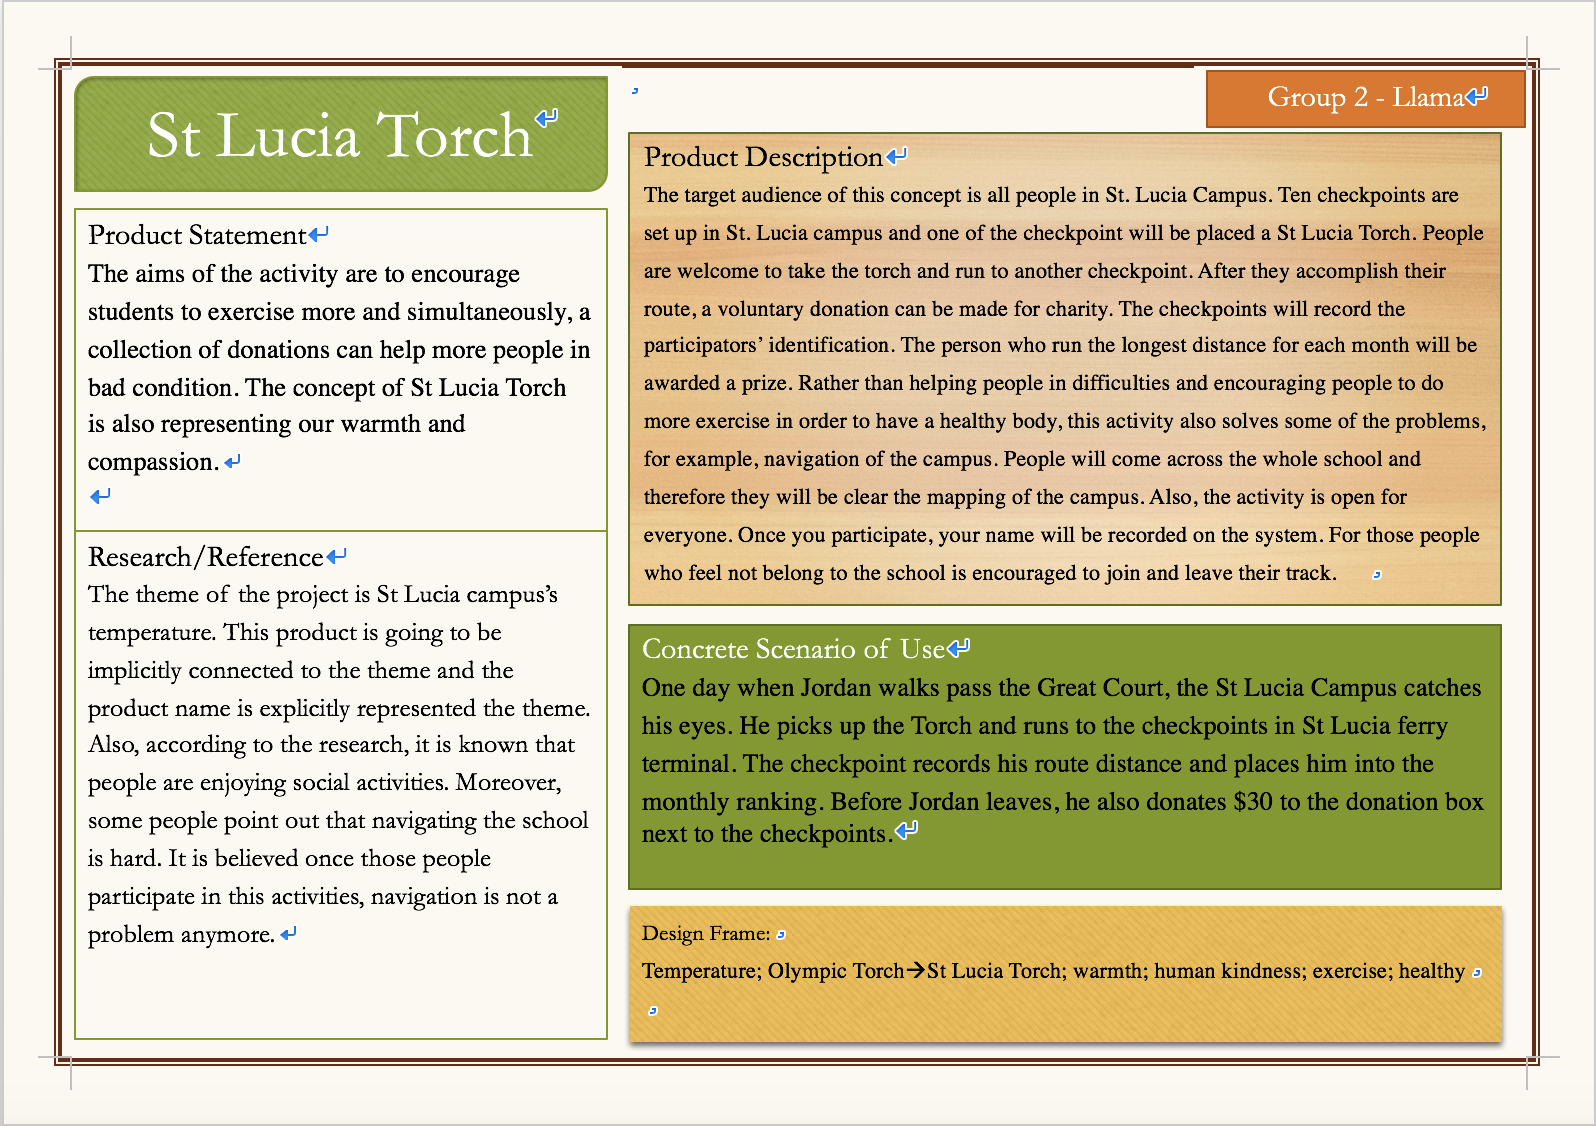 St Lucia Torch
Product Statement
The aims of the activity are to encourage
students to exercise more and simultaneously, a
collection of donations can help more people in
bad condition. The concept of St Lucia Torch
is also representing our warmth and
compassion.
Research/Reference
The theme of the project is St Lucia campus’s
temperature. This product is going to be
implicitly connected to the theme and the
product name is explicitly represented the theme.
Also, according to the research, it is known that
people are enjoying social activities. Moreover,
some people point out that navigating the school
is hard. It is believed once those people
participate in this activities, navigation is not a
problem anymore.
Group 2 - Llama
Product Description
The target audience of this concept is all people in St. Lucia Campus. Ten checkpoints are
set up in St. Lucia campus and one of the checkpoint will be placed a St Lucia Torch. People
are welcome to take the torch and run to another checkpoint. After they accomplish their
route, a voluntary donation can be made for charity. The checkpoints will record the
participators’ identification. The person who run the longest distance for each month will be
awarded a prize. Rather than helping people in difficulties and encouraging people to do
more exercise in order to have a healthy body, this activity also solves some of the problems,
for example, navigation of the campus. People will come across the whole school and
therefore they will be clear the mapping of the campus. Also, the activity is open for
everyone. Once you participate, your name will be recorded on the system. For those people
who feel not belong to the school is encouraged to join and leave their track.
Concrete Scenario of Use
One day when Jordan walks pass the Great Court, the St Lucia Campus catches
his eyes. He picks up the Torch and runs to the checkpoints in St Lucia ferry
terminal. The checkpoint records his route distance and places him into the
monthly ranking. Before Jordan leaves, he also donates $30 to the donation box
next to the checkpoints.
Design Frame:
Temperature; Olympic Torch→St Lucia Torch; warmth; human kindness; exercise; healthy